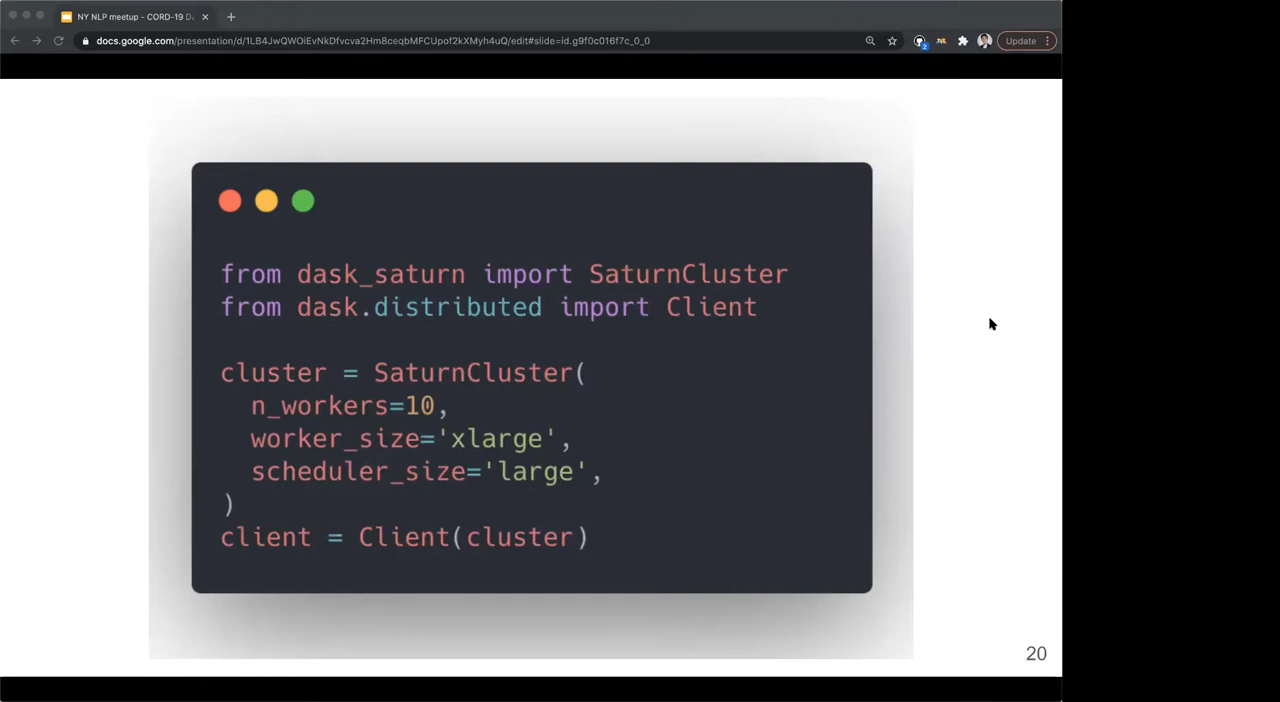 NY NLP meetup - CORD-19 D
docs.google.com/presentation/d/1LB4JwQWOiEvNkDfvcva2Hm8ceqbMFCUpof2kXMyh4uQ/edit#slide=id.g9f0c016f7c_0_0
2
Update
from dask_saturn import SaturnCluster
from dask.distributed import Client
cluster = SaturnCluster(
n_workers=10,
worker_size='xlarge',
scheduler_size='large',
)
client = Client(cluster)
20